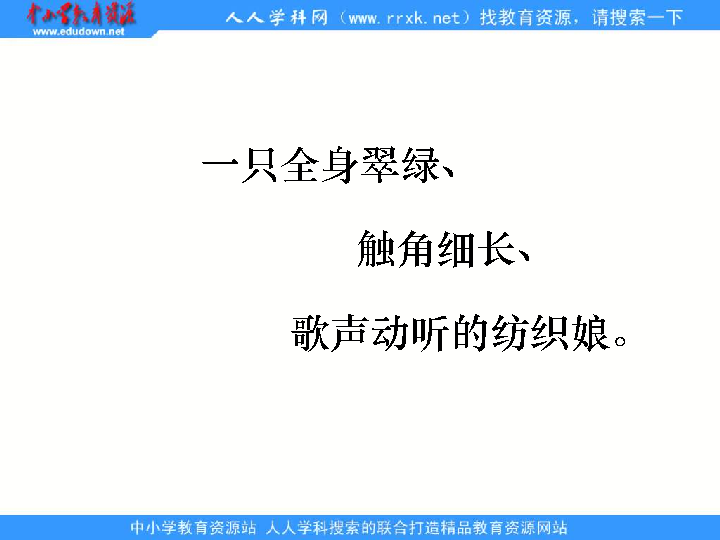 中小学教育资源
www.edudown.net
人人学科网（www.rrxk.net）找教育资源，请搜索一下
一只全身翠绿、
触角细长、
歌声动听的纺织娘。
中小学教育资源站 人人学科搜索的联合打造精品教育资源网站